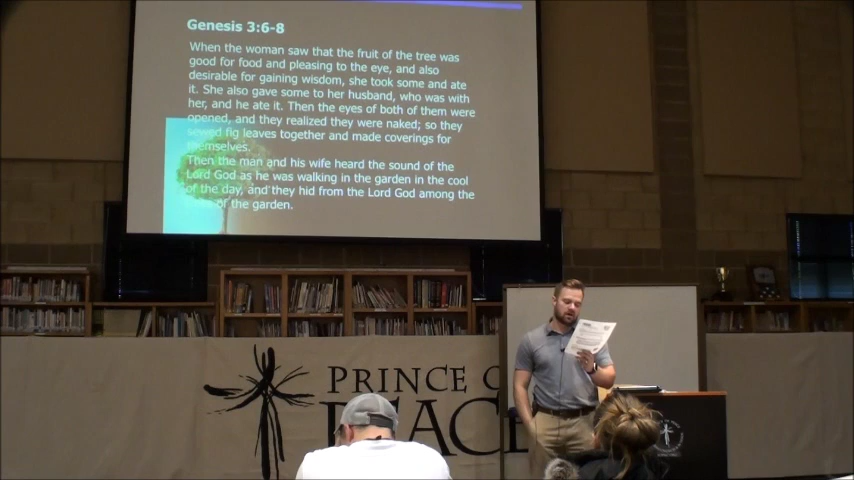 Genesis 3:6-8
When the woman saw that the fruit of the tree was
good for food and pleasing to the eye, and also
desirable for gaining wisdom, she took some and ate
it. She also gave some to her husband, who was with
her, and he ate it. Then the eyes of both of them were
opened, and they realized they were naked; so they
sewed fig leaves together and made coverings for
themselves.
Then the man and his wife heard the sound of the
Lord God as he was walking in the garden in the cool
of the day, and they hid from the Lord God among the
of the garden.
PRINCE
PEACE